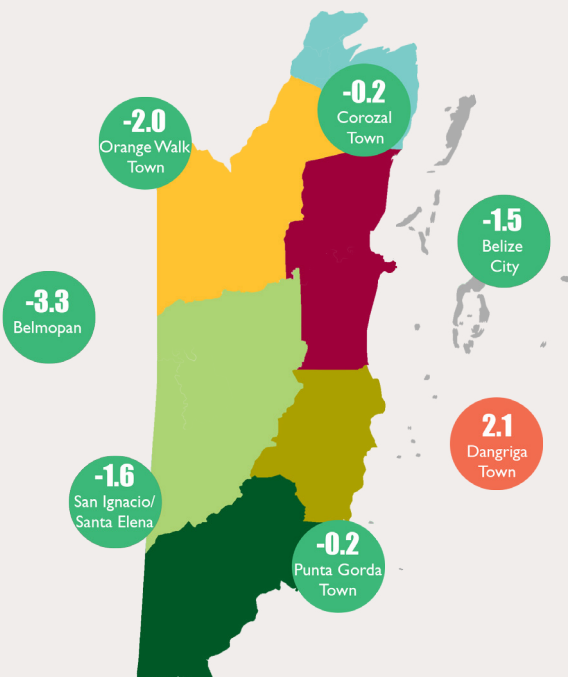 -0.2
Corozal
Town
-2.0
Orange Walk
Town
-1.5
Belize
City
-3.3
Belmopan
2.1
Dangriga
Town
-1.6
San Ignacio/
Santa Elena
-0.2
Punta Gorda
Town